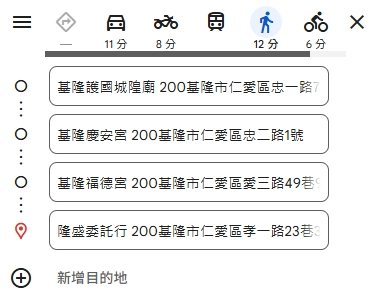 — 11 分 8 分 12 分 6 分
基隆護國城隍廟 200基隆市仁愛區忠一路7
基隆慶安宮 200基隆市仁愛區忠二路1號
基隆福德宮 200基隆市仁愛區愛三路49巷
隆盛委託行 200基隆市仁愛區孝一路23巷
新增目的地